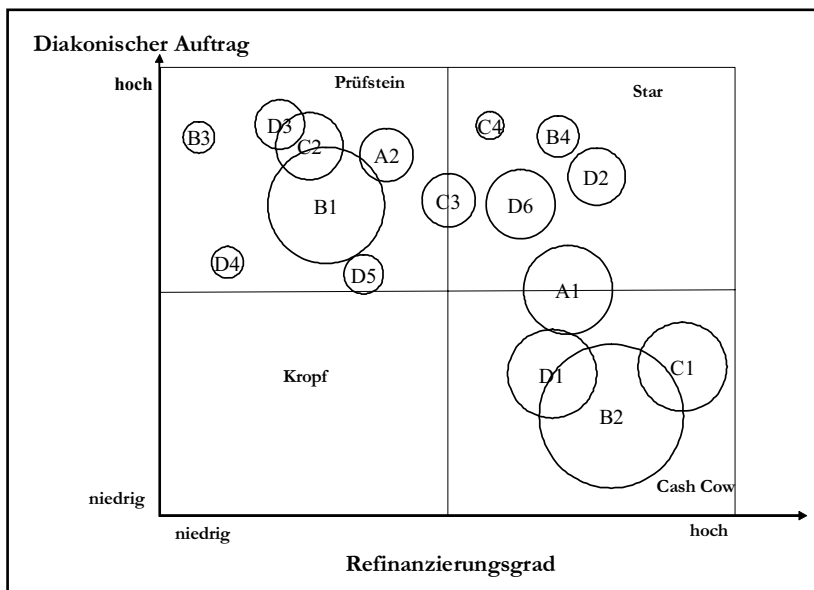 Diakonischer Auftrag
hoch
Prüfstein
Star
B3
D3
C2
A2
C4
B4
D2
B1
C3
D6
D4
D5
A1
Kropf
D1
C1
B2
Cash Cow
niedrig
niedrig
hoch
Refinanzierungsgrad